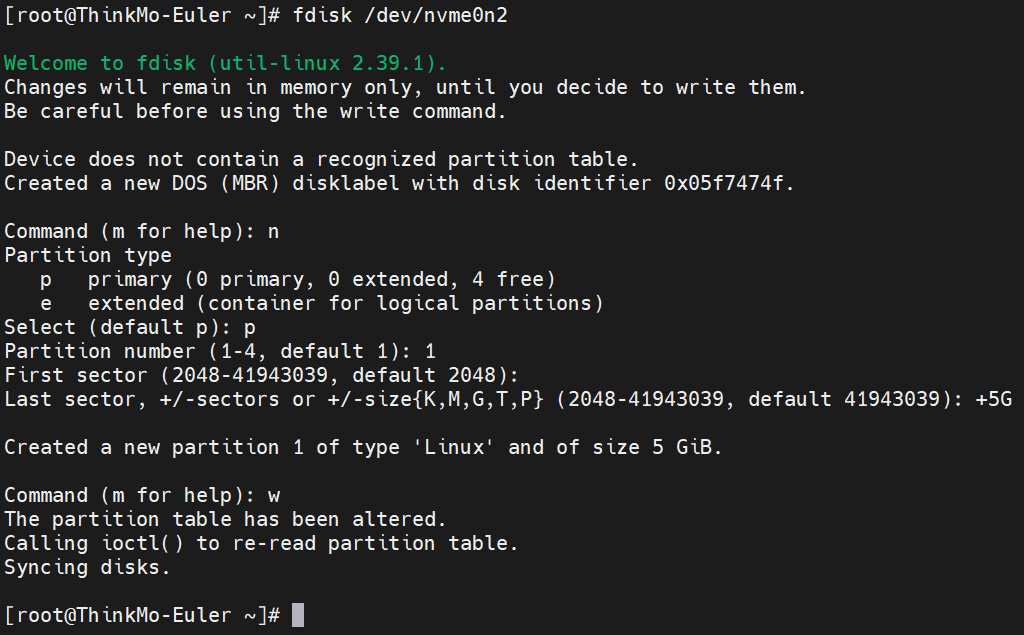 [root@ThinkMo-Euler ~]# fdisk /dev/nvme0n2
Welcome to fdisk (util-linux 2.39.1).
Changes will remain in memory only, until you decide to write them.
Be careful before using the write command.
Device does not contain a recognized partition table.
Created a new DOS (MBR) disklabel with disk identifier 0x05f7474f.
Command (m for help): n
Partition type
   p   primary (0 primary, 0 extended, 4 free)
   e   extended (container for logical partitions)
Select (default p): p
Partition number (1-4, default 1): 1
First sector (2048-41943039, default 2048):
Last sector, +/-sectors or +/-size{K,M,G,T,P} (2048-41943039, default 41943039): +5G
Created a new partition 1 of type 'Linux' and of size 5 GiB.
Command (m for help): w
The partition table has been altered.
Calling ioctl() to re-read partition table.
Syncing disks.
[root@ThinkMo-Euler ~]#